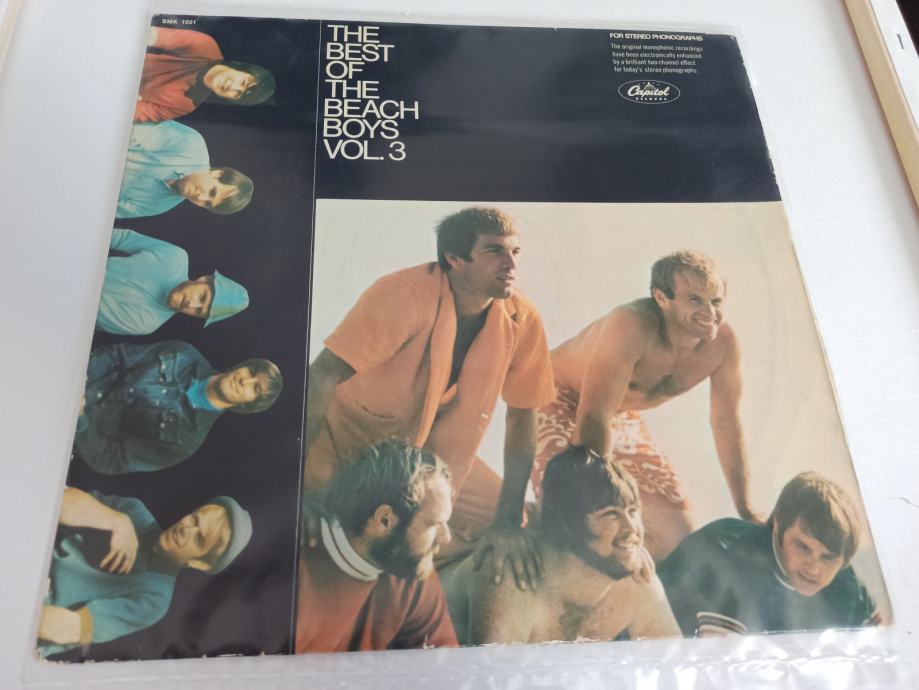 SMK 1021
THE
BEST
OF
THE
BEACH
BOYS
VOL. 3
FOR STEREO PHONOGRAPHS
The original monophonic recordings
have been electronically enhanced
by a brilliant two-channel effect
for today's stereo phonographs.
Capitol
RECORDS